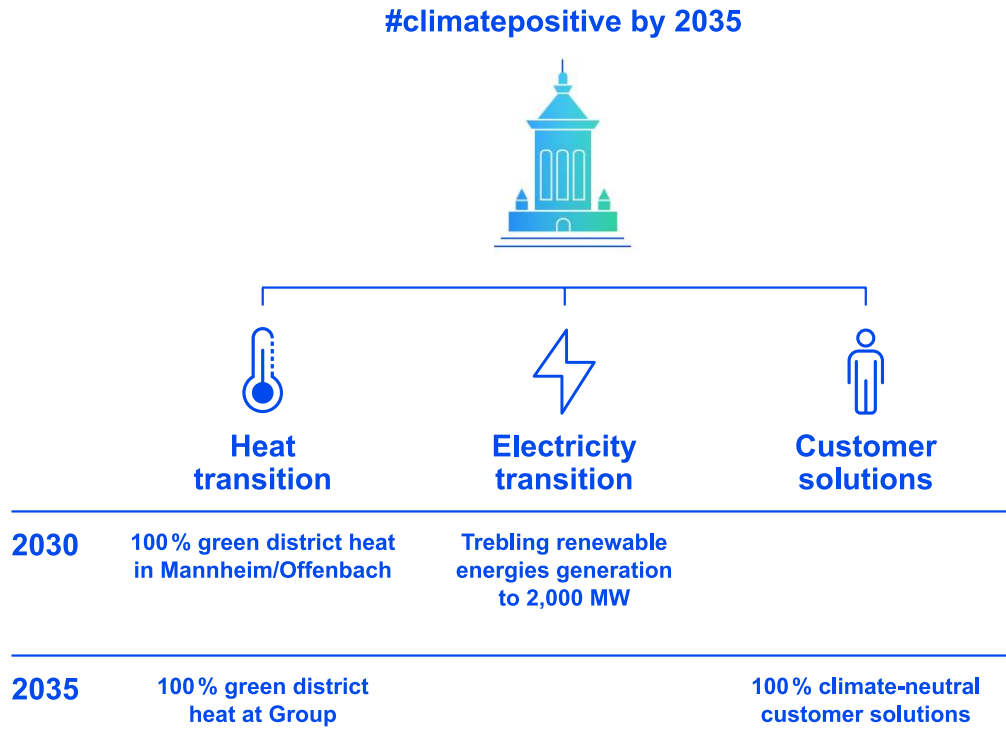 #climatepositive by 2035
Heat
transition
Electricity
transition
Customer
solutions
2030
100 % green district heat
in Mannheim/Offenbach
Trebling renewable
energies generation
to 2,000 MW
2035
100 % green district
heat at Group
100 % climate-neutral
customer solutions